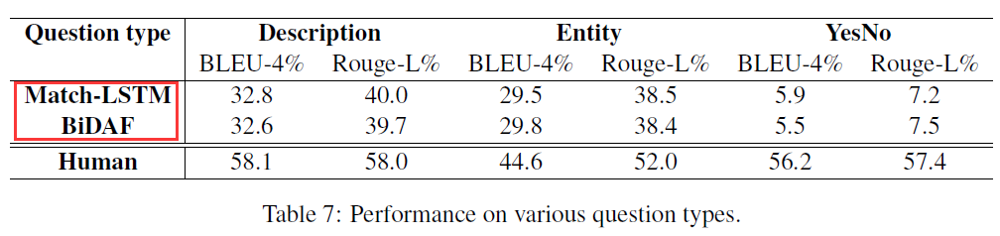 Question type Description Entity YesNo
BLEU-4% Rouge-L% BLEU-4% Rouge-L% BLEU-4% Rouge-L%
Match-LSTM 32.8 40.0 29.5 38.5 5.9 7.2
BiDAF 32.6 39.7 29.8 38.4 5.5 7.5
Human 58.1 58.0 44.6 52.0 56.2 57.4
Table 7: Performance on various question types.